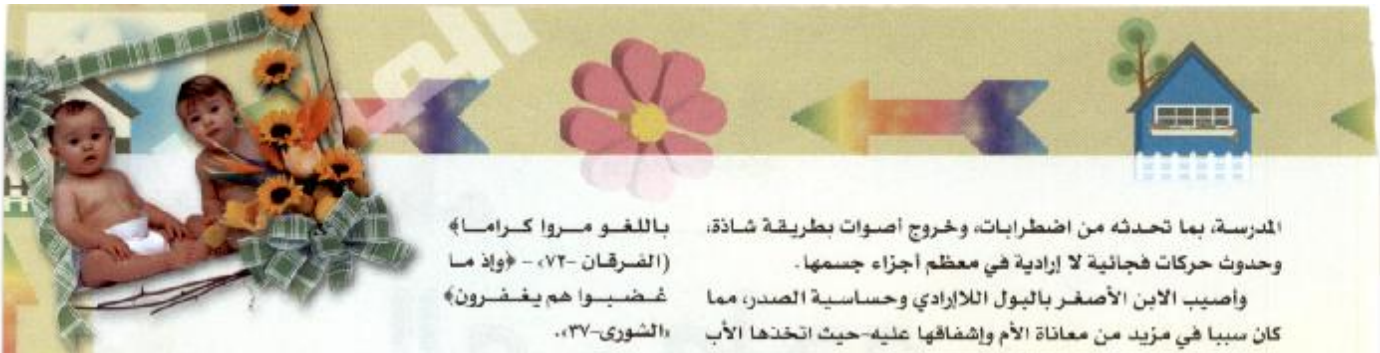 المدرسة، بما تحدثه من اضطرابات، وخروج أصوات بطريقة شاذة،
وحدوث حركات فجائية لا إرادية في معظم أجزاء جسمها.
وأصيب الابن الأصغر بالبول اللاإرادي وحساسية الصدر، مما
كان سببا في مزيد من معاناة الأم وإشفاقها عليه-حيث اتخذها الأب
باللغو مروا كراما﴾
(الفرقان -٧٢» - ﴿وإذ ما
غضبوا هم يغفرون﴾
«الشورى-٣٧».